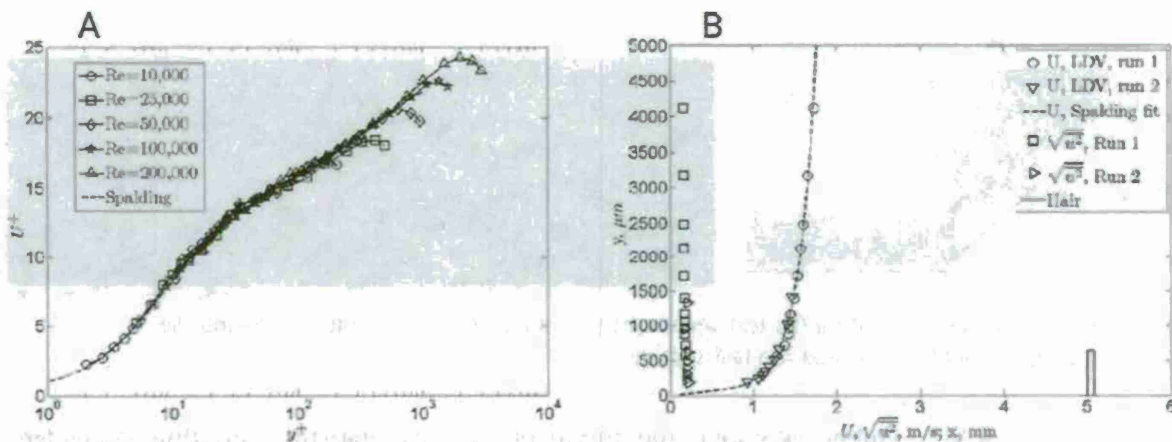 A
25
20
15
10
5
0
U+
Re=10,000
Re=25,000
Re=50,000
Re=100,000
Re=200,000
Spalding
10^0
10^1
10^2
10^3
10^4
y+
B
5000
4500
4000
3500
3000
2500
2000
1500
1000
500
0
y, μm
U, LDV, run 1
U, LDV, run 2
U, Spalding fit
√u², Run 1
√u², Run 2
Hair
0
1
2
3
4
5
6
U, √u², m/s; x, mm